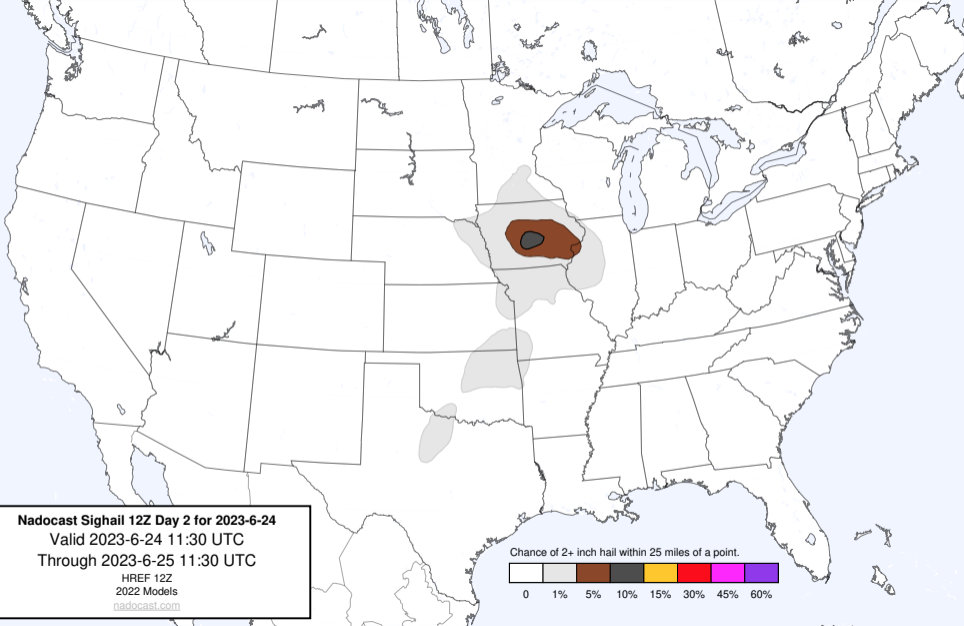 Nadocast Sighail 12Z Day 2 for 2023-6-24
Valid 2023-6-24 11:30 UTC
Through 2023-6-25 11:30 UTC
HREF 12Z
2022 Models
nadocast.com
Chance of 2+ inch hail within 25 miles of a point.
0 1% 5% 10% 15% 30% 45% 60%